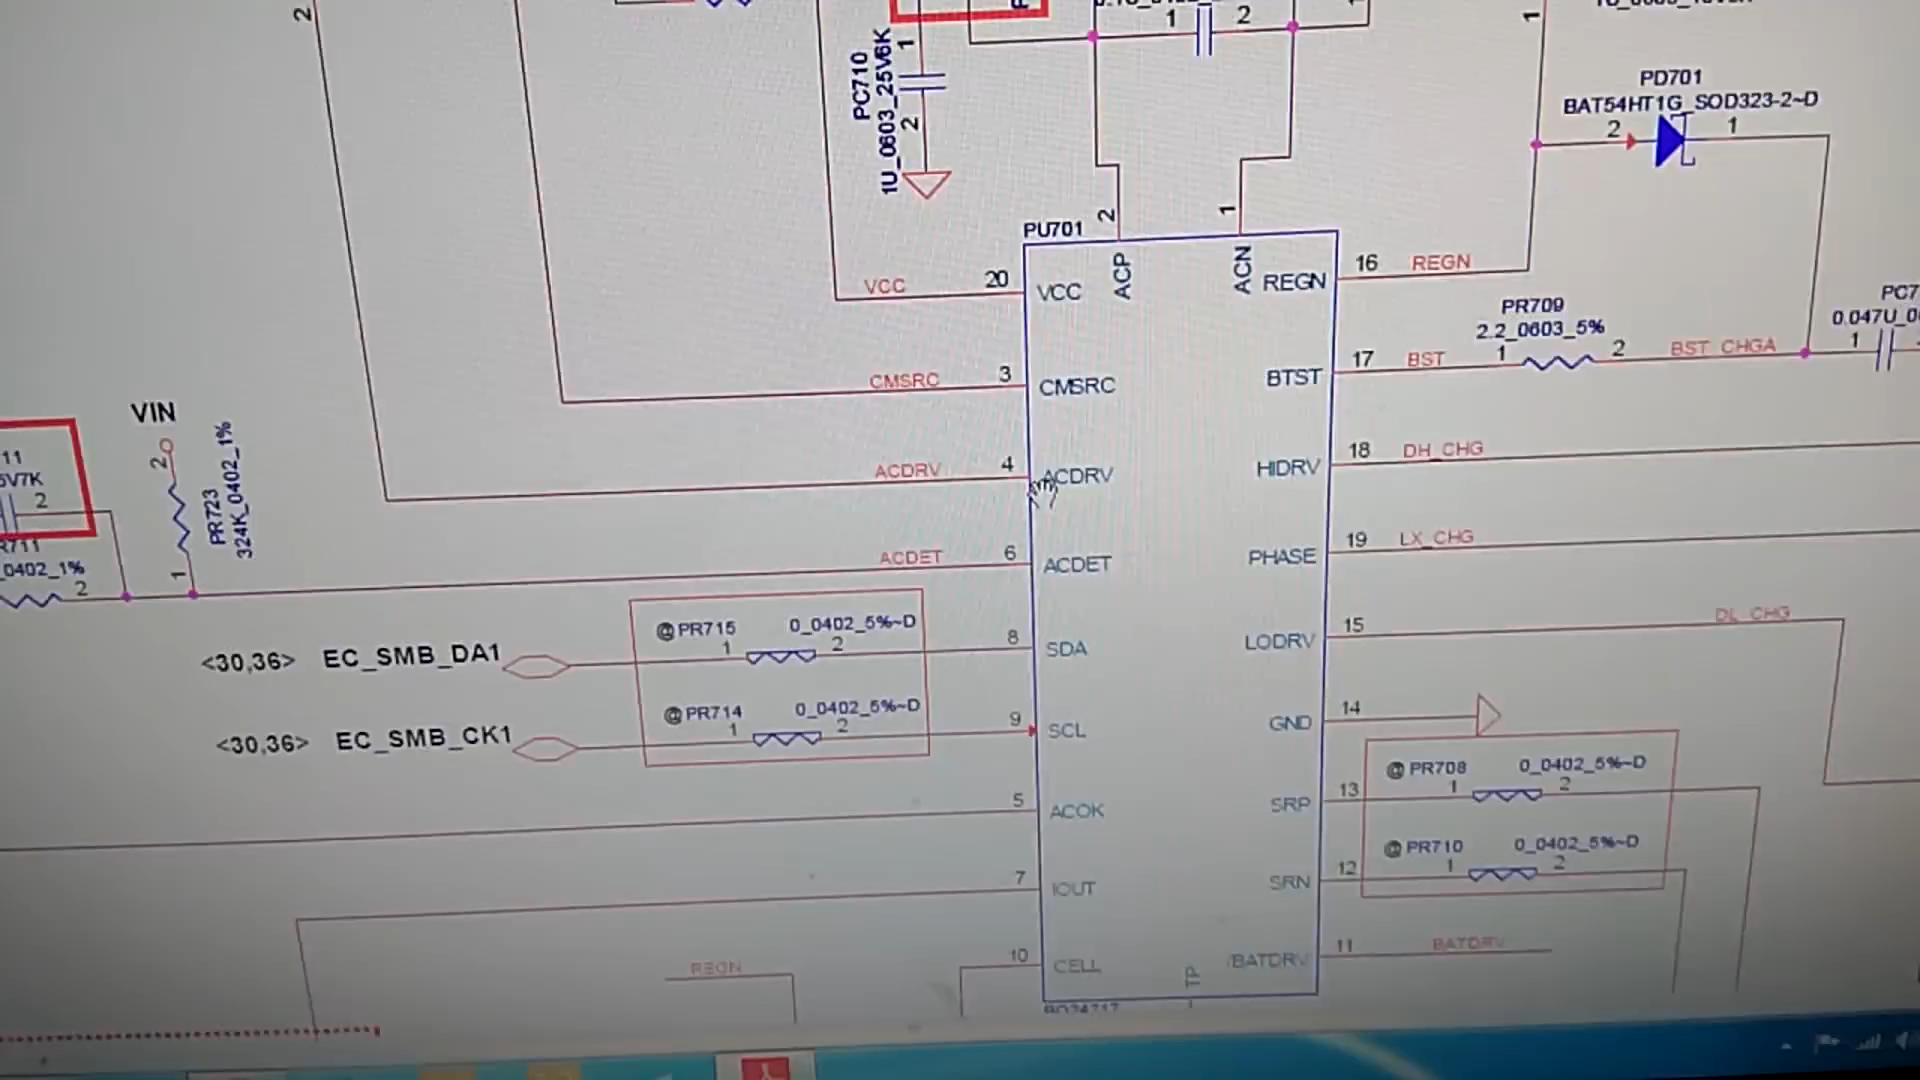 2
PC710
1U_0603_25V6K
1
2
1
2
1
PD701
BAT54HT1G_SOD323-2~D
2
1
PU701
2
1
ACP
ACN
VCC
20
VCC
REGN
16
REGN
PR709
2.2_0603_5%
1
2
BTST
17
BST
BST_CHGA
1
CMSRC
3
CMSRC
VIN
2
PR723
324K_0402_1%
1
11
2
_0402_1%
2
ACDRV
4
ACDRV
HIDRV
18
DH_CHG
ACDET
6
ACDET
PHASE
19
LX_CHG
<30,36>
EC_SMB_DA1
@PR715
0_0402_5%~D
1
2
8
SDA
LODRV
15
DL_CHG
<30,36>
EC_SMB_CK1
@PR714
0_0402_5%~D
1
2
9
SCL
GND
14
5
ACOK
SRP
13
@PR708
0_0402_5%~D
1
2
7
IOUT
SRN
12
@PR710
0_0402_5%~D
1
2
REGN
10
CELL
TP
/BATDRV
11
BATDRV